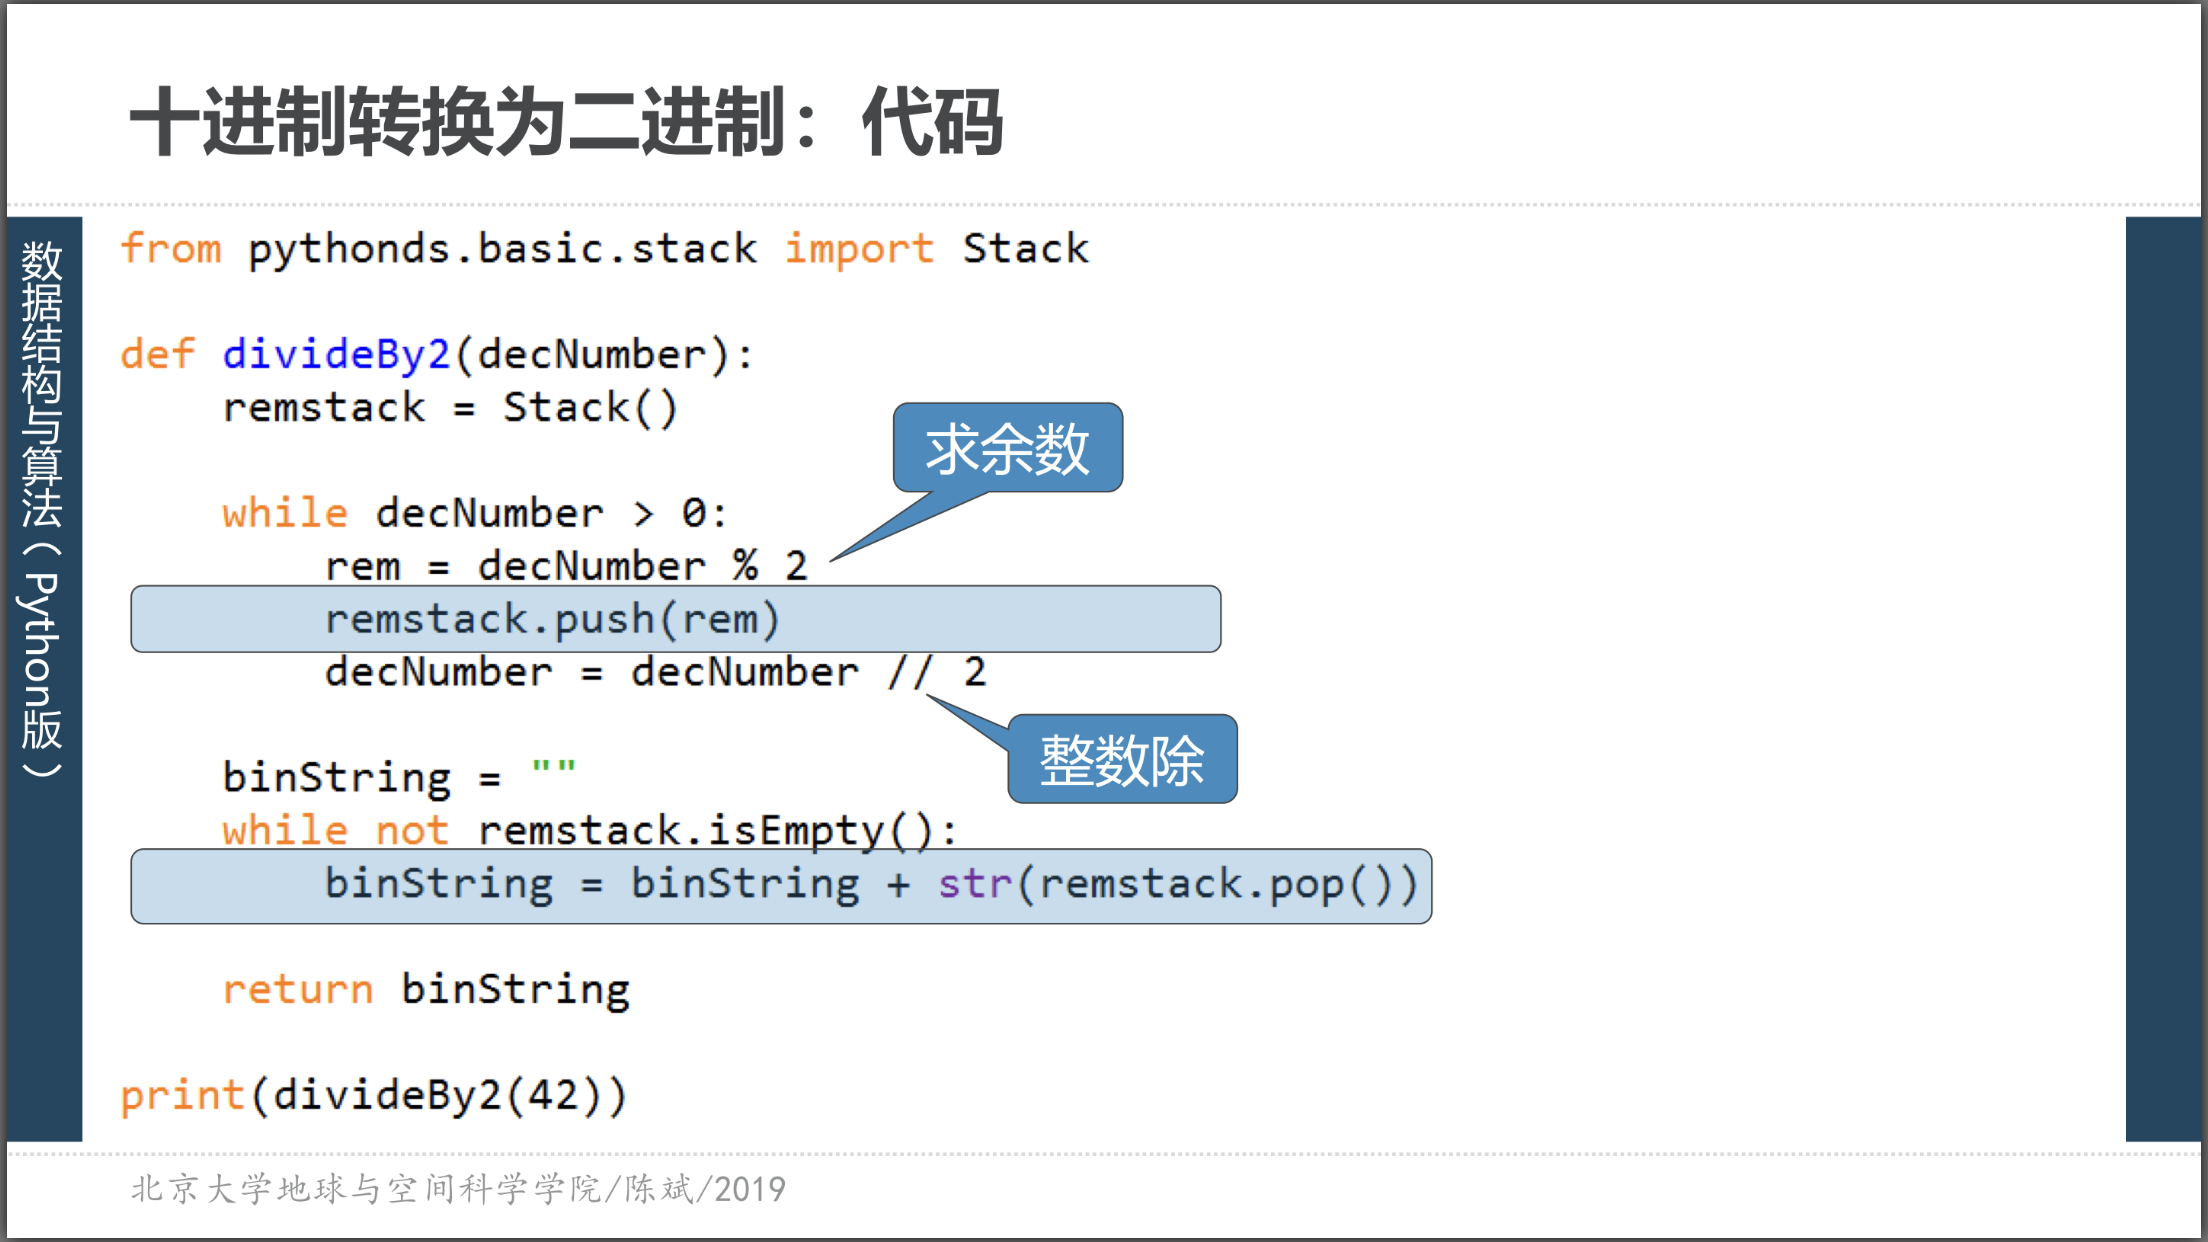 十进制转换为二进制：代码
数据结构与算法（Python版）
from pythonds.basic.stack import Stack
def divideBy2(decNumber):
    remstack = Stack()
求余数
    while decNumber > 0:
        rem = decNumber % 2
        remstack.push(rem)
        decNumber = decNumber // 2
整数除
    binString = ""
    while not remstack.isEmpty():
        binString = binString + str(remstack.pop())
    return binString
print(divideBy2(42))
北京大学地球与空间科学学院/陈斌/2019